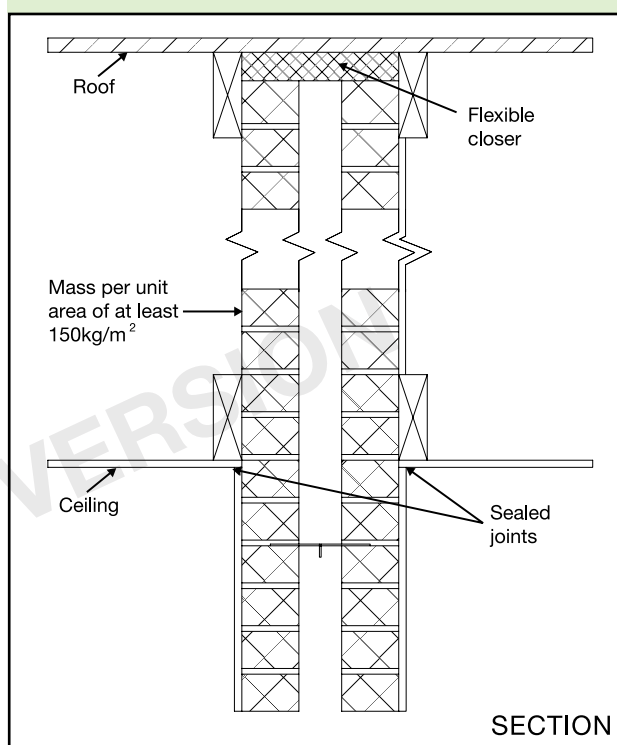 Roof
Flexible
closer
Mass per unit
area of at least
150kg/m²
VERSION
Ceiling
Sealed
joints
SECTION